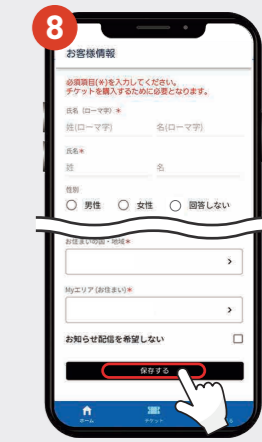 8
お客様情報
必須項目(*)を入力してください。
チケットを購入するために必要となります。
氏名 (ローマ字) *
姓(ローマ字) 名(ローマ字)
氏名*
姓 名
性別
男性 女性 回答しない
お住まいの国・地域*
Myエリア (お住まい)*
お知らせ配信を希望しない
保存する
ホーム チケット る